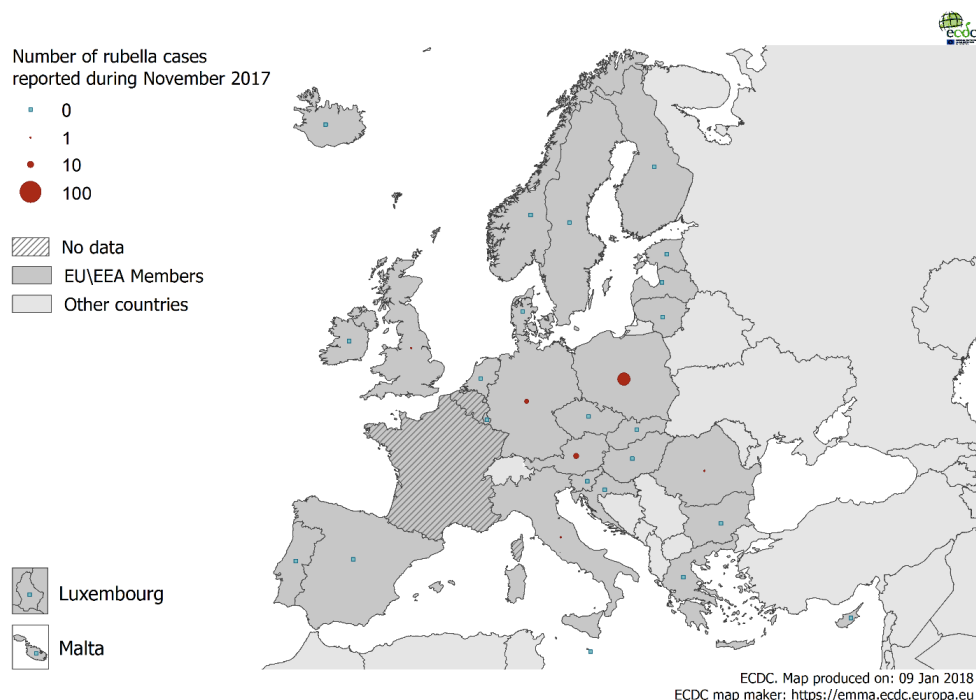 ecdc
Number of rubella cases
reported during November 2017
0
1
10
100
No data
EU\EEA Members
Other countries
Luxembourg
Malta
ECDC. Map produced on: 09 Jan 2018
ECDC map maker: https://emma.ecdc.europa.eu